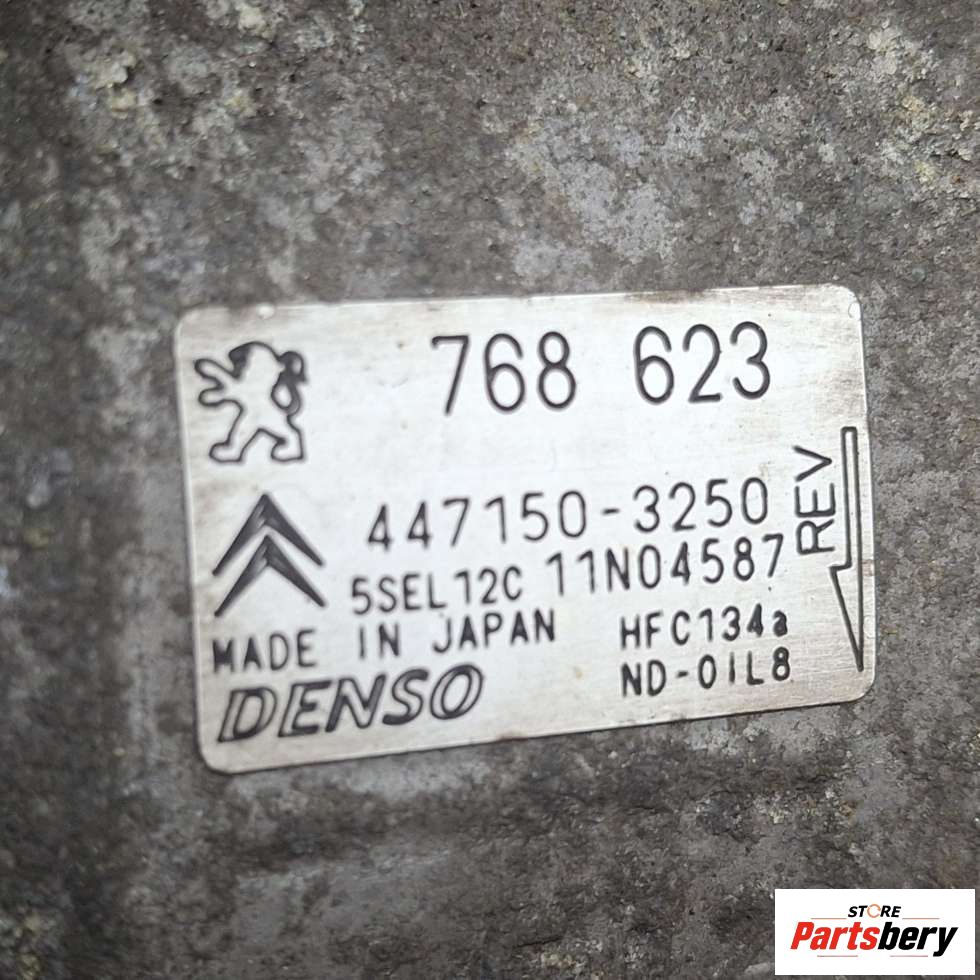 768 623
447150-3250
5SEL12C 11N04587
REV
MADE IN JAPAN HFC134a
DENSO ND-OIL8
STORE
Partsbery